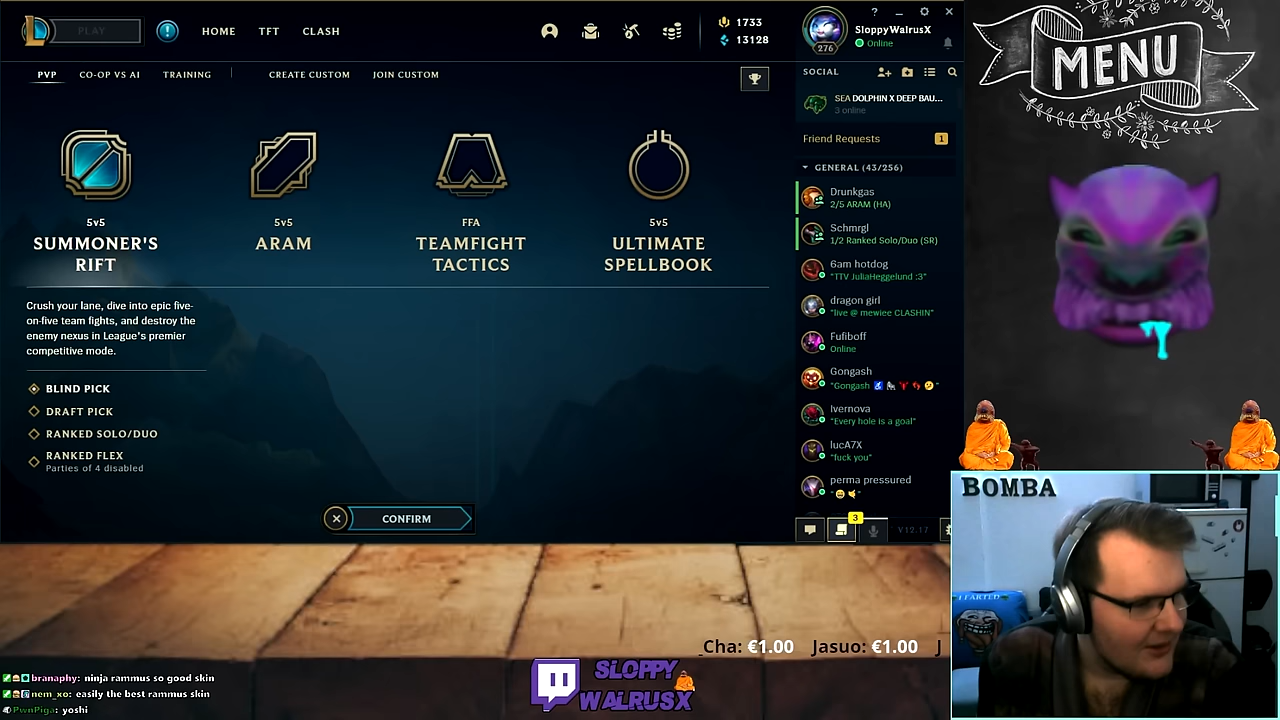 PLAY
HOME
TFT
CLASH
1733
13128
276
?
SloppyWalrusX
Online
PVP
CO-OP VS AI
TRAINING
CREATE CUSTOM
JOIN CUSTOM
SOCIAL
SEA DOLPHIN X DEEP BAU...
3 online
Friend Requests
1
GENERAL (43/256)
Drunkgas
2/5 ARAM (HA)
Schmrgl
1/2 Ranked Solo/Duo (SR)
6am hotdog
"TTV JuliaHeggelund :3"
dragon girl
"live @ mewiee CLASHIN"
Fufiboff
Online
Gongash
"Gongash
Ivernova
"Every hole is a goal"
lucA7X
"fuck you"
perma pressured
3
V12.17
5v5
SUMMONER'S
RIFT
5v5
ARAM
FFA
TEAMFIGHT
TACTICS
5v5
ULTIMATE
SPELLBOOK
Crush your lane, dive into epic five-
on-five team fights, and destroy the
enemy nexus in League's premier
competitive mode.
BLIND PICK
DRAFT PICK
RANKED SOLO/DUO
RANKED FLEX
Parties of 4 disabled
CONFIRM
MENU
BOMBA
I FARTED
Cha: €1.00 Jasuo: €1.00 J
SLOPPY
WALRUSX
branaphy: ninja rammus so good skin
nem_xo: easily the best rammus skin
PwnPiga: yoshi